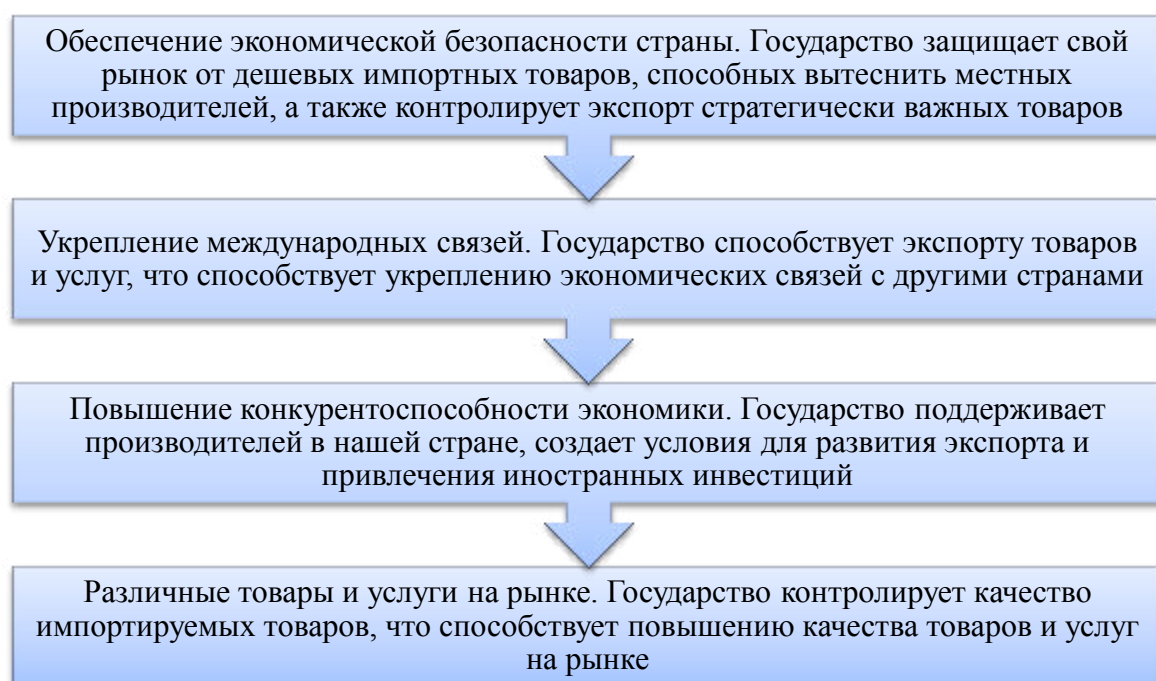 Обеспечение экономической безопасности страны. Государство защищает свой
рынок от дешевых импортных товаров, способных вытеснить местных
производителей, а также контролирует экспорт стратегически важных товаров
Укрепление международных связей. Государство способствует экспорту товаров
и услуг, что способствует укреплению экономических связей с другими странами
Повышение конкурентоспособности экономики. Государство поддерживает
производителей в нашей стране, создает условия для развития экспорта и
привлечения иностранных инвестиций
Различные товары и услуги на рынке. Государство контролирует качество
импортируемых товаров, что способствует повышению качества товаров и услуг
на рынке